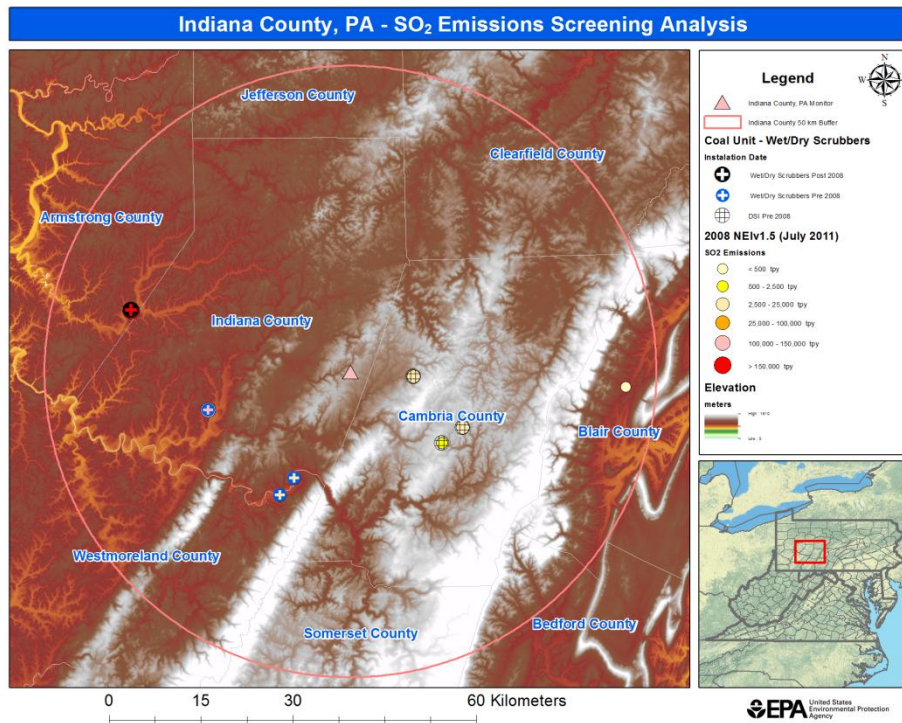 Indiana County, PA - SO2 Emissions Screening Analysis
Jefferson County
Clearfield County
Armstrong County
Indiana County
Cambria County
Blair County
Westmoreland County
Somerset County
Bedford County
0 15 30 60 Kilometers
Legend
N
W
E
S
Indiana County, PA Monitor
Indiana County 50 km Buffer
Coal Unit - Wet/Dry Scrubbers
Instalation Date
Wet/Dry Scrubbers Post 2008
Wet/Dry Scrubbers Pre 2008
DSI Pre 2008
2008 NEIv1.5 (July 2011)
SO2 Emissions
< 500 tpy
500 - 2,500 tpy
2,500 - 25,000 tpy
25,000 - 100,000 tpy
100,000 - 150,000 tpy
> 150,000 tpy
Elevation
meters
EPA
United States
Environmental Protection
Agency